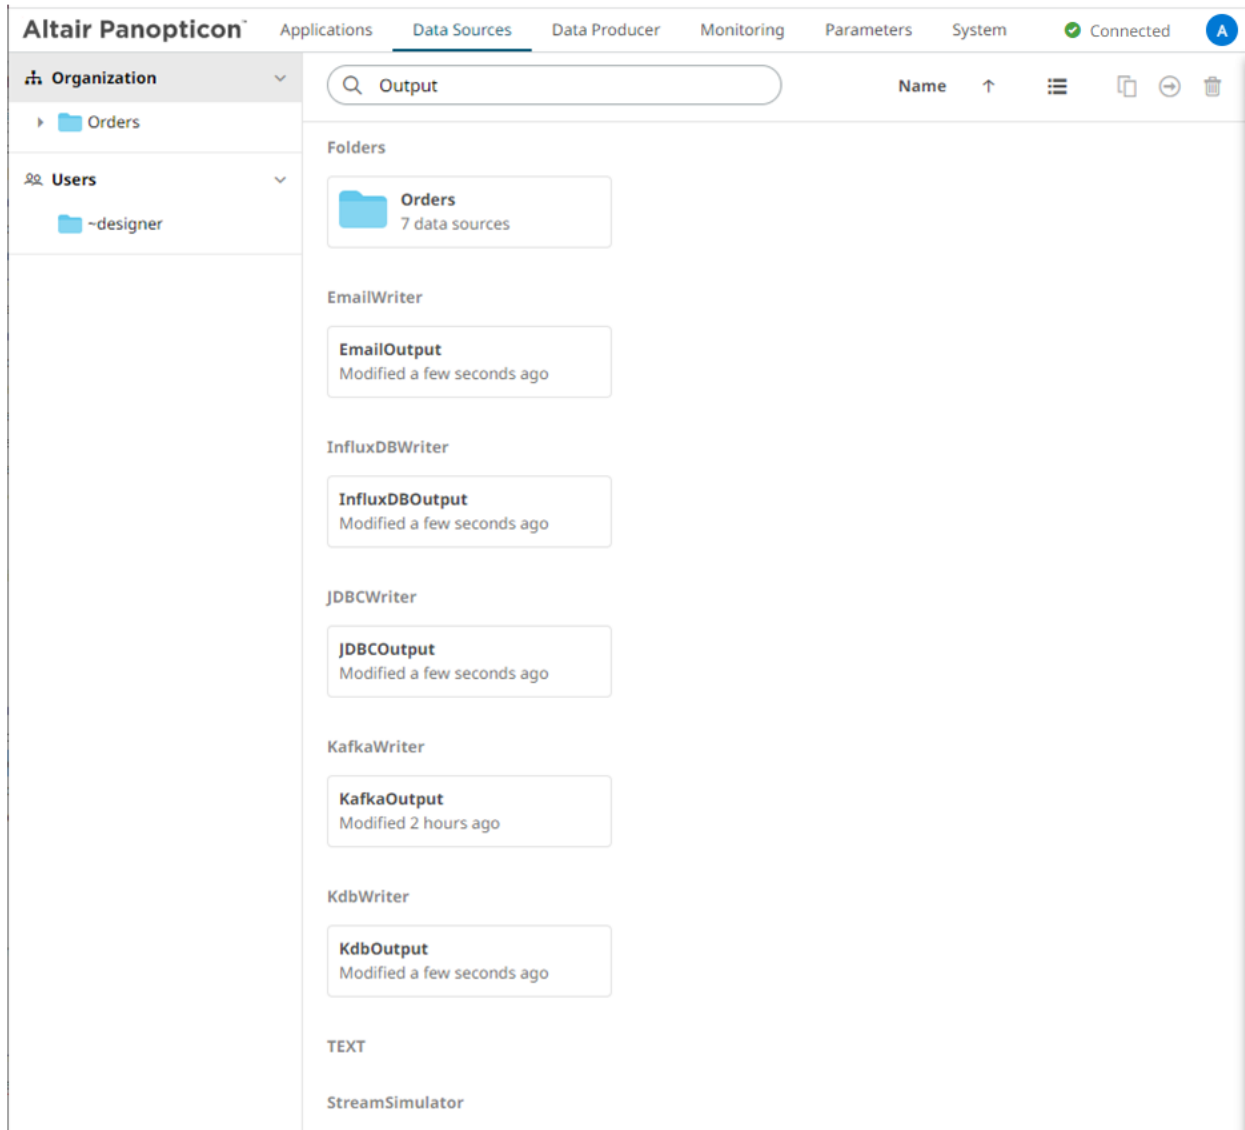 Altair Panopticon™ Applications Data Sources Data Producer Monitoring Parameters System Connected A
Organization
Orders
Users
~designer
Output Name
Folders
Orders
7 data sources
EmailWriter
EmailOutput
Modified a few seconds ago
InfluxDBWriter
InfluxDBOutput
Modified a few seconds ago
JDBCWriter
JDBCOutput
Modified a few seconds ago
KafkaWriter
KafkaOutput
Modified 2 hours ago
KdbWriter
KdbOutput
Modified a few seconds ago
TEXT
StreamSimulator